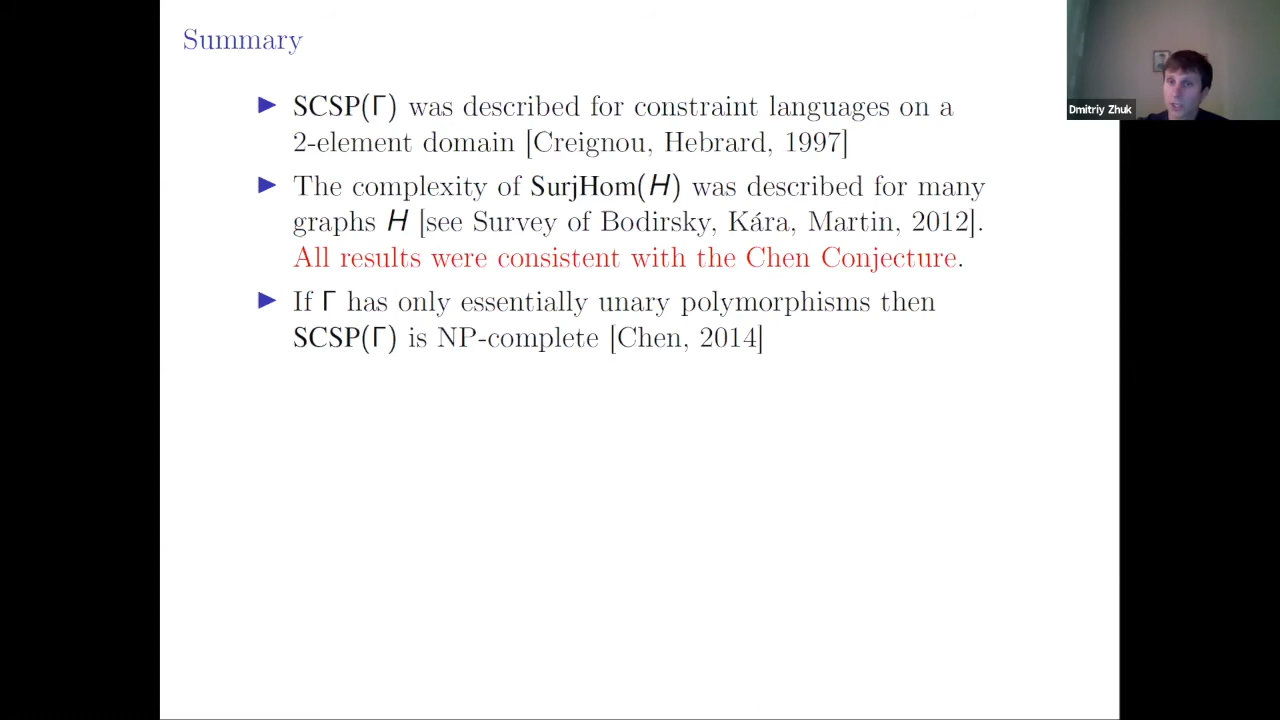 Summary
▶ SCSP(Γ) was described for constraint languages on a
2-element domain [Creignou, Hebrard, 1997]
▶ The complexity of SurjHom(H) was described for many
graphs H [see Survey of Bodirsky, Kára, Martin, 2012].
All results were consistent with the Chen Conjecture.
▶ If Γ has only essentially unary polymorphisms then
SCSP(Γ) is NP-complete [Chen, 2014]
Dmitriy Zhuk